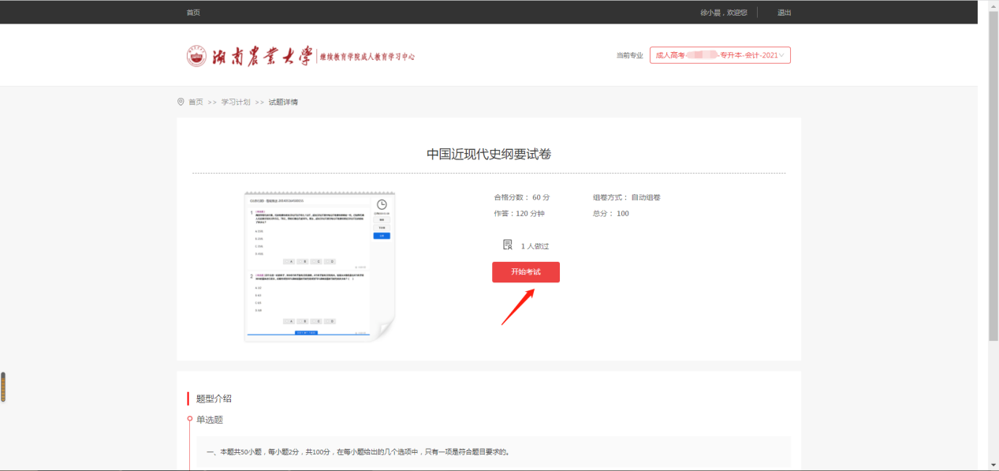 首页
徐小晨，欢迎您
退出
湖南农业大学
继续教育学院成人教育学习中心
当前专业
成人高考-
-专升本-会计-2021
首页 >> 学习计划 >> 试题详情
中国近现代史纲要试卷
合格分数： 60 分
组卷方式： 自动组卷
作答：120 分钟
总分： 100
1 人做过
开始考试
题型介绍
单选题
一、本题共50小题，每小题2分，共100分，在每小题给出的几个选项中，只有一项是符合题目要求的。